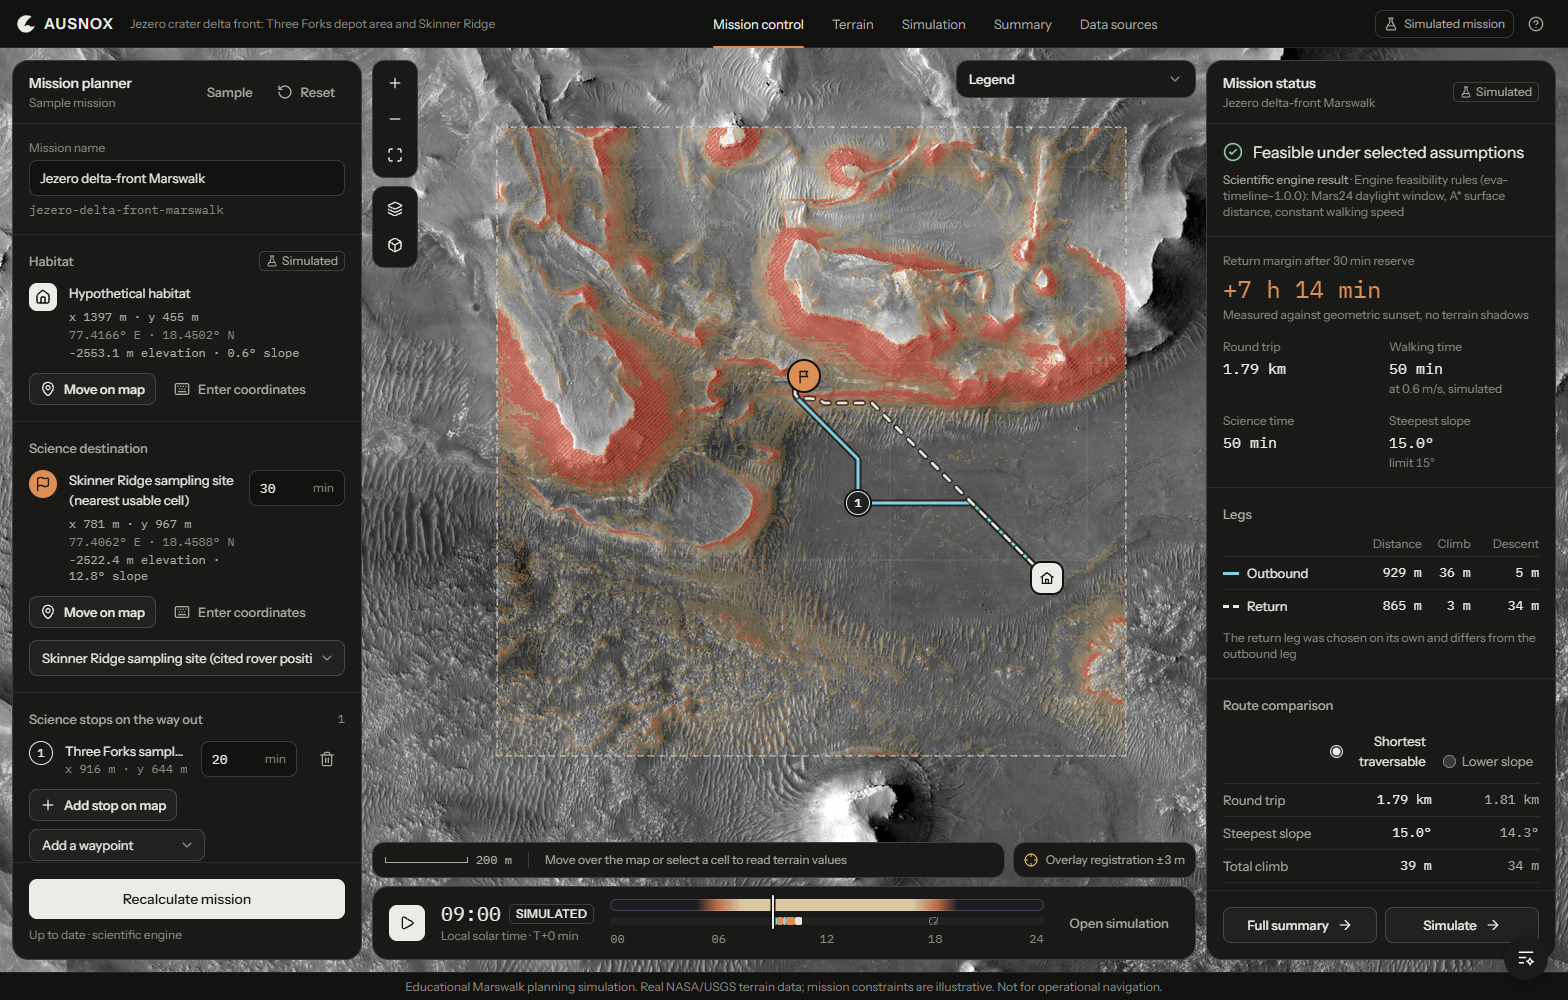 AUSNOX
Jezero crater delta front: Three Forks depot area and Skinner Ridge
Mission control
Terrain
Simulation
Summary
Data sources
Simulated mission
Mission planner
Sample mission
Sample
Reset
Mission name
Jezero delta-front Marswalk
jezero-delta-front-marswalk
Habitat
Simulated
Hypothetical habitat
x 1397 m · y 455 m
77.4166° E · 18.4502° N
-2553.1 m elevation · 0.6° slope
Move on map
Enter coordinates
Science destination
Skinner Ridge sampling site
(nearest usable cell)
30 min
x 781 m · y 967 m
77.4062° E · 18.4588° N
-2522.4 m elevation ·
12.8° slope
Move on map
Enter coordinates
Skinner Ridge sampling site (cited rover positi
Science stops on the way out
1
1
Three Forks sampl...
x 916 m · y 644 m
20 min
Add stop on map
Add a waypoint
Recalculate mission
Up to date · scientific engine
Legend
1
200 m
Move over the map or select a cell to read terrain values
Overlay registration ±3 m
09:00 SIMULATED
Local solar time · T+0 min
00 06 12 18 24
Open simulation
Mission status
Jezero delta-front Marswalk
Simulated
Feasible under selected assumptions
Scientific engine result · Engine feasibility rules (eva-
timeline-1.0.0): Mars24 daylight window, A* surface
distance, constant walking speed
Return margin after 30 min reserve
+7 h 14 min
Measured against geometric sunset, no terrain shadows
Round trip
1.79 km
Walking time
50 min
at 0.6 m/s, simulated
Science time
50 min
Steepest slope
15.0°
limit 15°
Legs
Distance Climb Descent
Outbound 929 m 36 m 5 m
Return 865 m 3 m 34 m
The return leg was chosen on its own and differs from the
outbound leg
Route comparison
Shortest
traversable
Lower slope
Round trip 1.79 km 1.81 km
Steepest slope 15.0° 14.3°
Total climb 39 m 34 m
Full summary
Simulate
Educational Marswalk planning simulation. Real NASA/USGS terrain data; mission constraints are illustrative. Not for operational navigation.